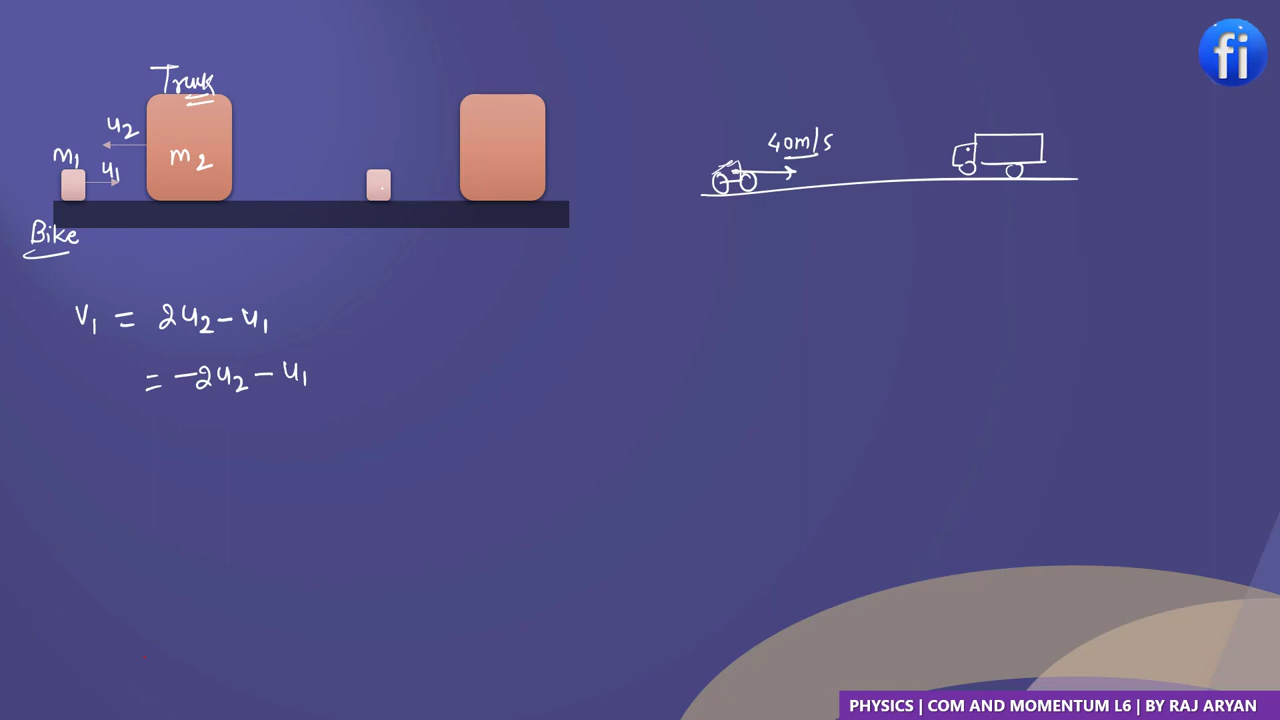 Truck
u2
m1
m2
u1
Bike
40m/s
V1 = 2u2 - u1
= -2u2 - u1
fi
PHYSICS | COM AND MOMENTUM L6 | BY RAJ ARYAN